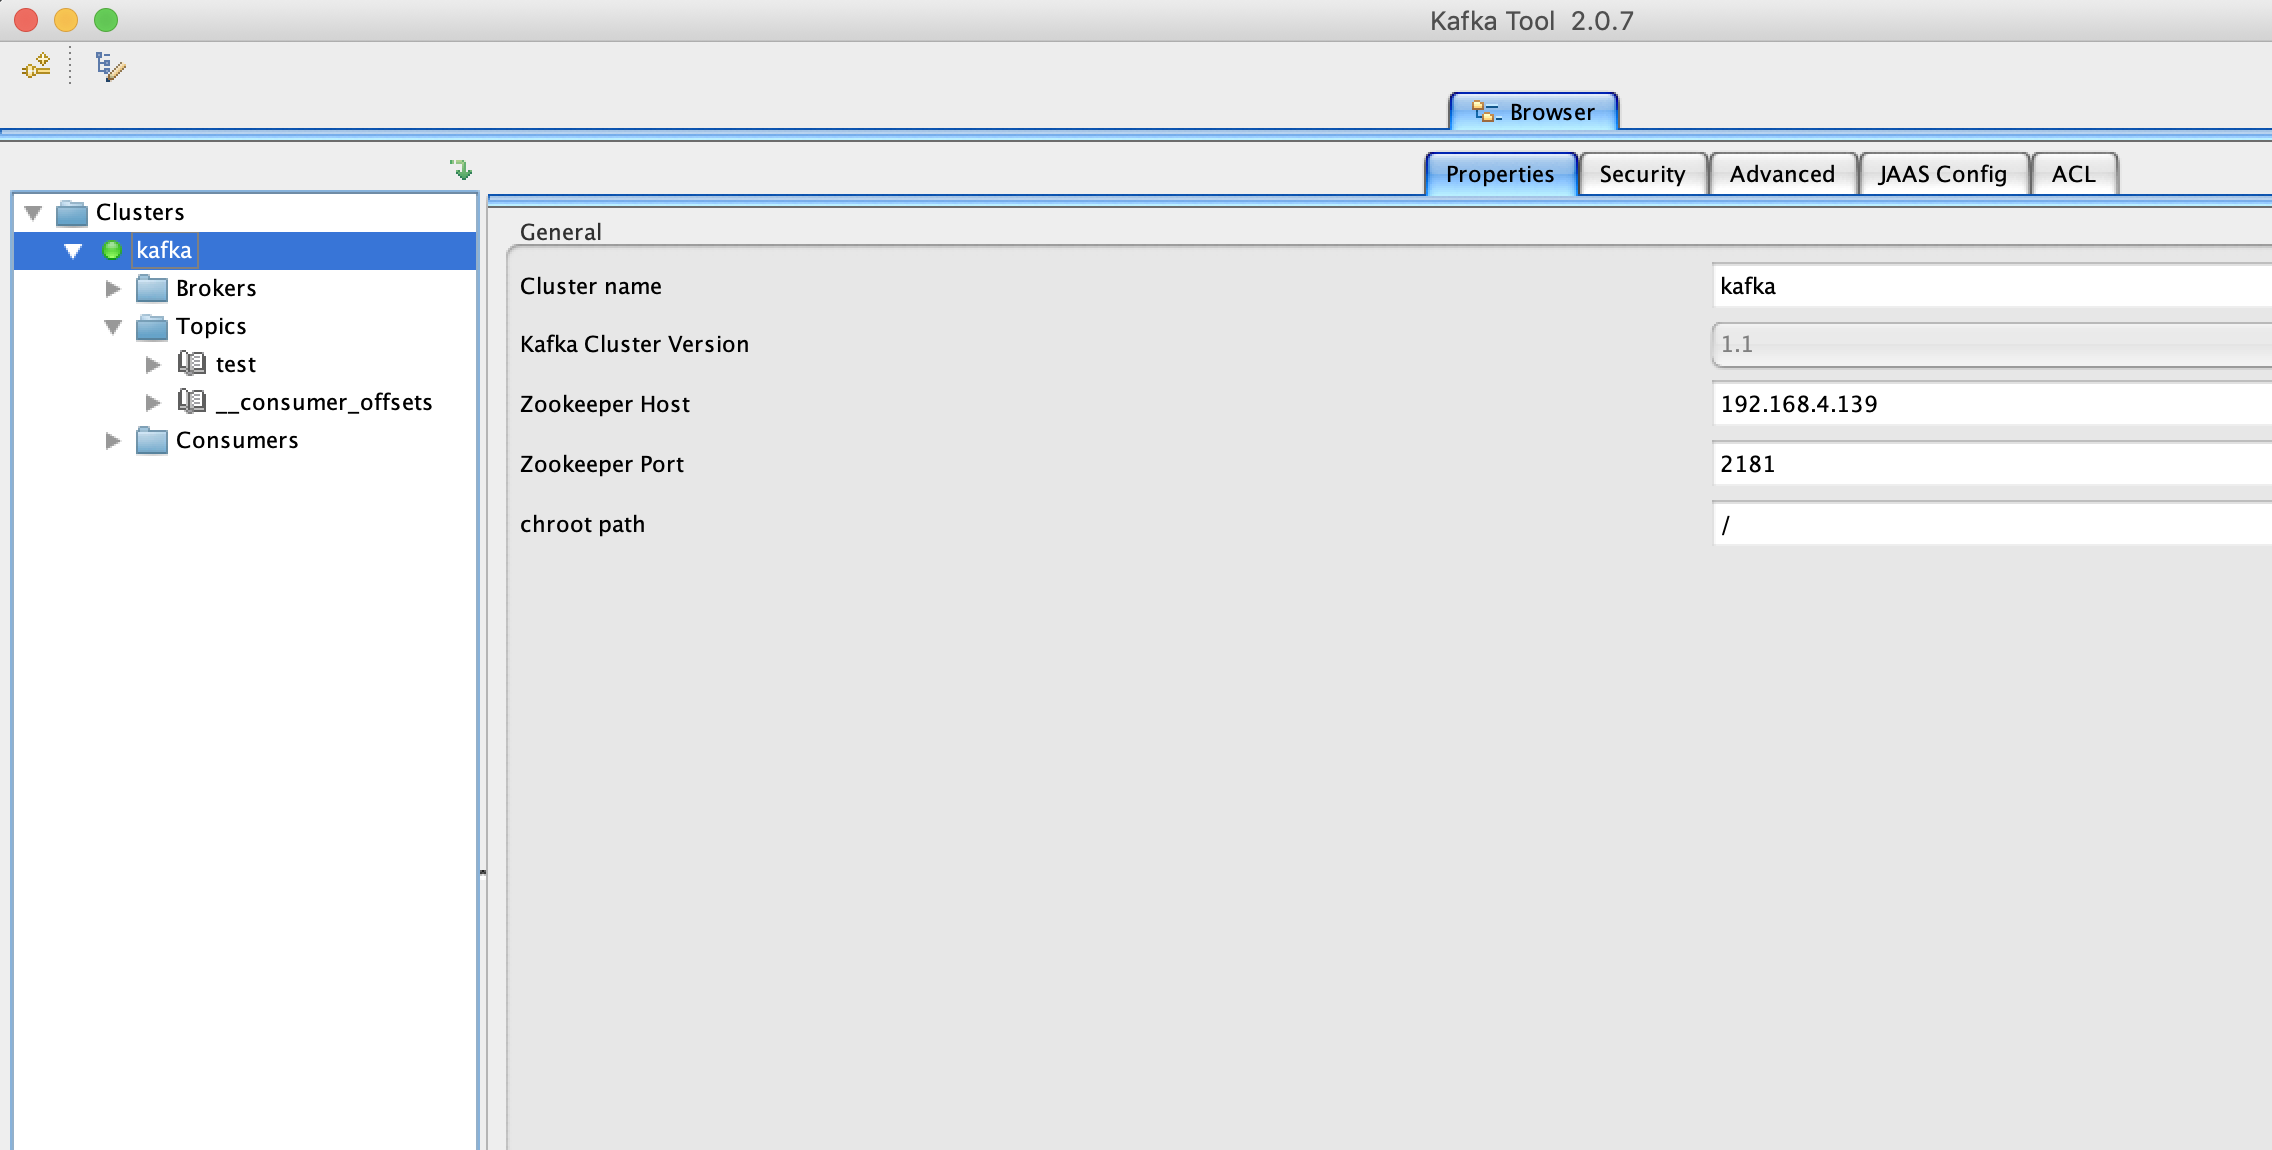 Kafka Tool 2.0.7
Browser
Properties Security Advanced JAAS Config ACL
Clusters
kafka
Brokers
Topics
test
__consumer_offsets
Consumers
General
Cluster name kafka
Kafka Cluster Version 1.1
Zookeeper Host 192.168.4.139
Zookeeper Port 2181
chroot path /